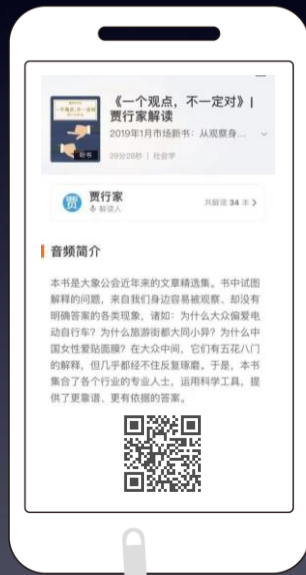 《一个观点，不一定对》|
贾行家解读
2019年1月市场新书：从观察身...
听书
29分28秒 | 社会学
贾
贾行家
解读人
共解读 34 本 >
音频简介
本书是大象公会近年来的文章精选集。书中试图
解释的问题，来自我们身边容易被观察、却没有
明确答案的各类现象，诸如：为什么大众偏爱电
动自行车？为什么旅游街都大同小异？为什么中
国女性爱贴面膜？在大众中间，它们有五花八门
的解释，但几乎都经不住反复琢磨。于是，本书
集合了各个行业的专业人士，运用科学工具，提
供了更靠谱、更有依据的答案。